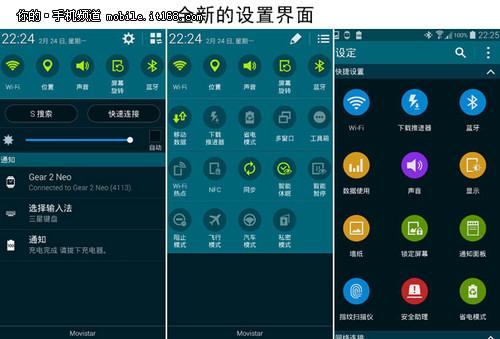 你的·手机频道 mobile.it168.com
全新的设置界面
22:24 2月 24日, 星期一
Wi-Fi 位置 声音 屏幕旋转 蓝牙
S 搜索 快速连接
自动
通知
Gear 2 Neo
Connected to Gear 2 Neo (4113)
选择输入法
三星键盘
通知
充电完成 请拔下充电器。
Movistar
22:24 2月 24日, 星期一
Wi-Fi 位置 声音 屏幕旋转 蓝牙
移动数据 下载推进器 省电模式 多窗口 工具箱
Wi-Fi热点 NFC 同步 智能休眠 智能暂停
阻止模式 飞行模式 汽车模式 私密模式
Movistar
100% 22:25
设定
快捷设置
Wi-Fi 下载推进器 蓝牙
数据使用 声音 显示
墙纸 锁定屏幕 通知面板
指纹扫描仪 安全助理 省电模式
网络连接